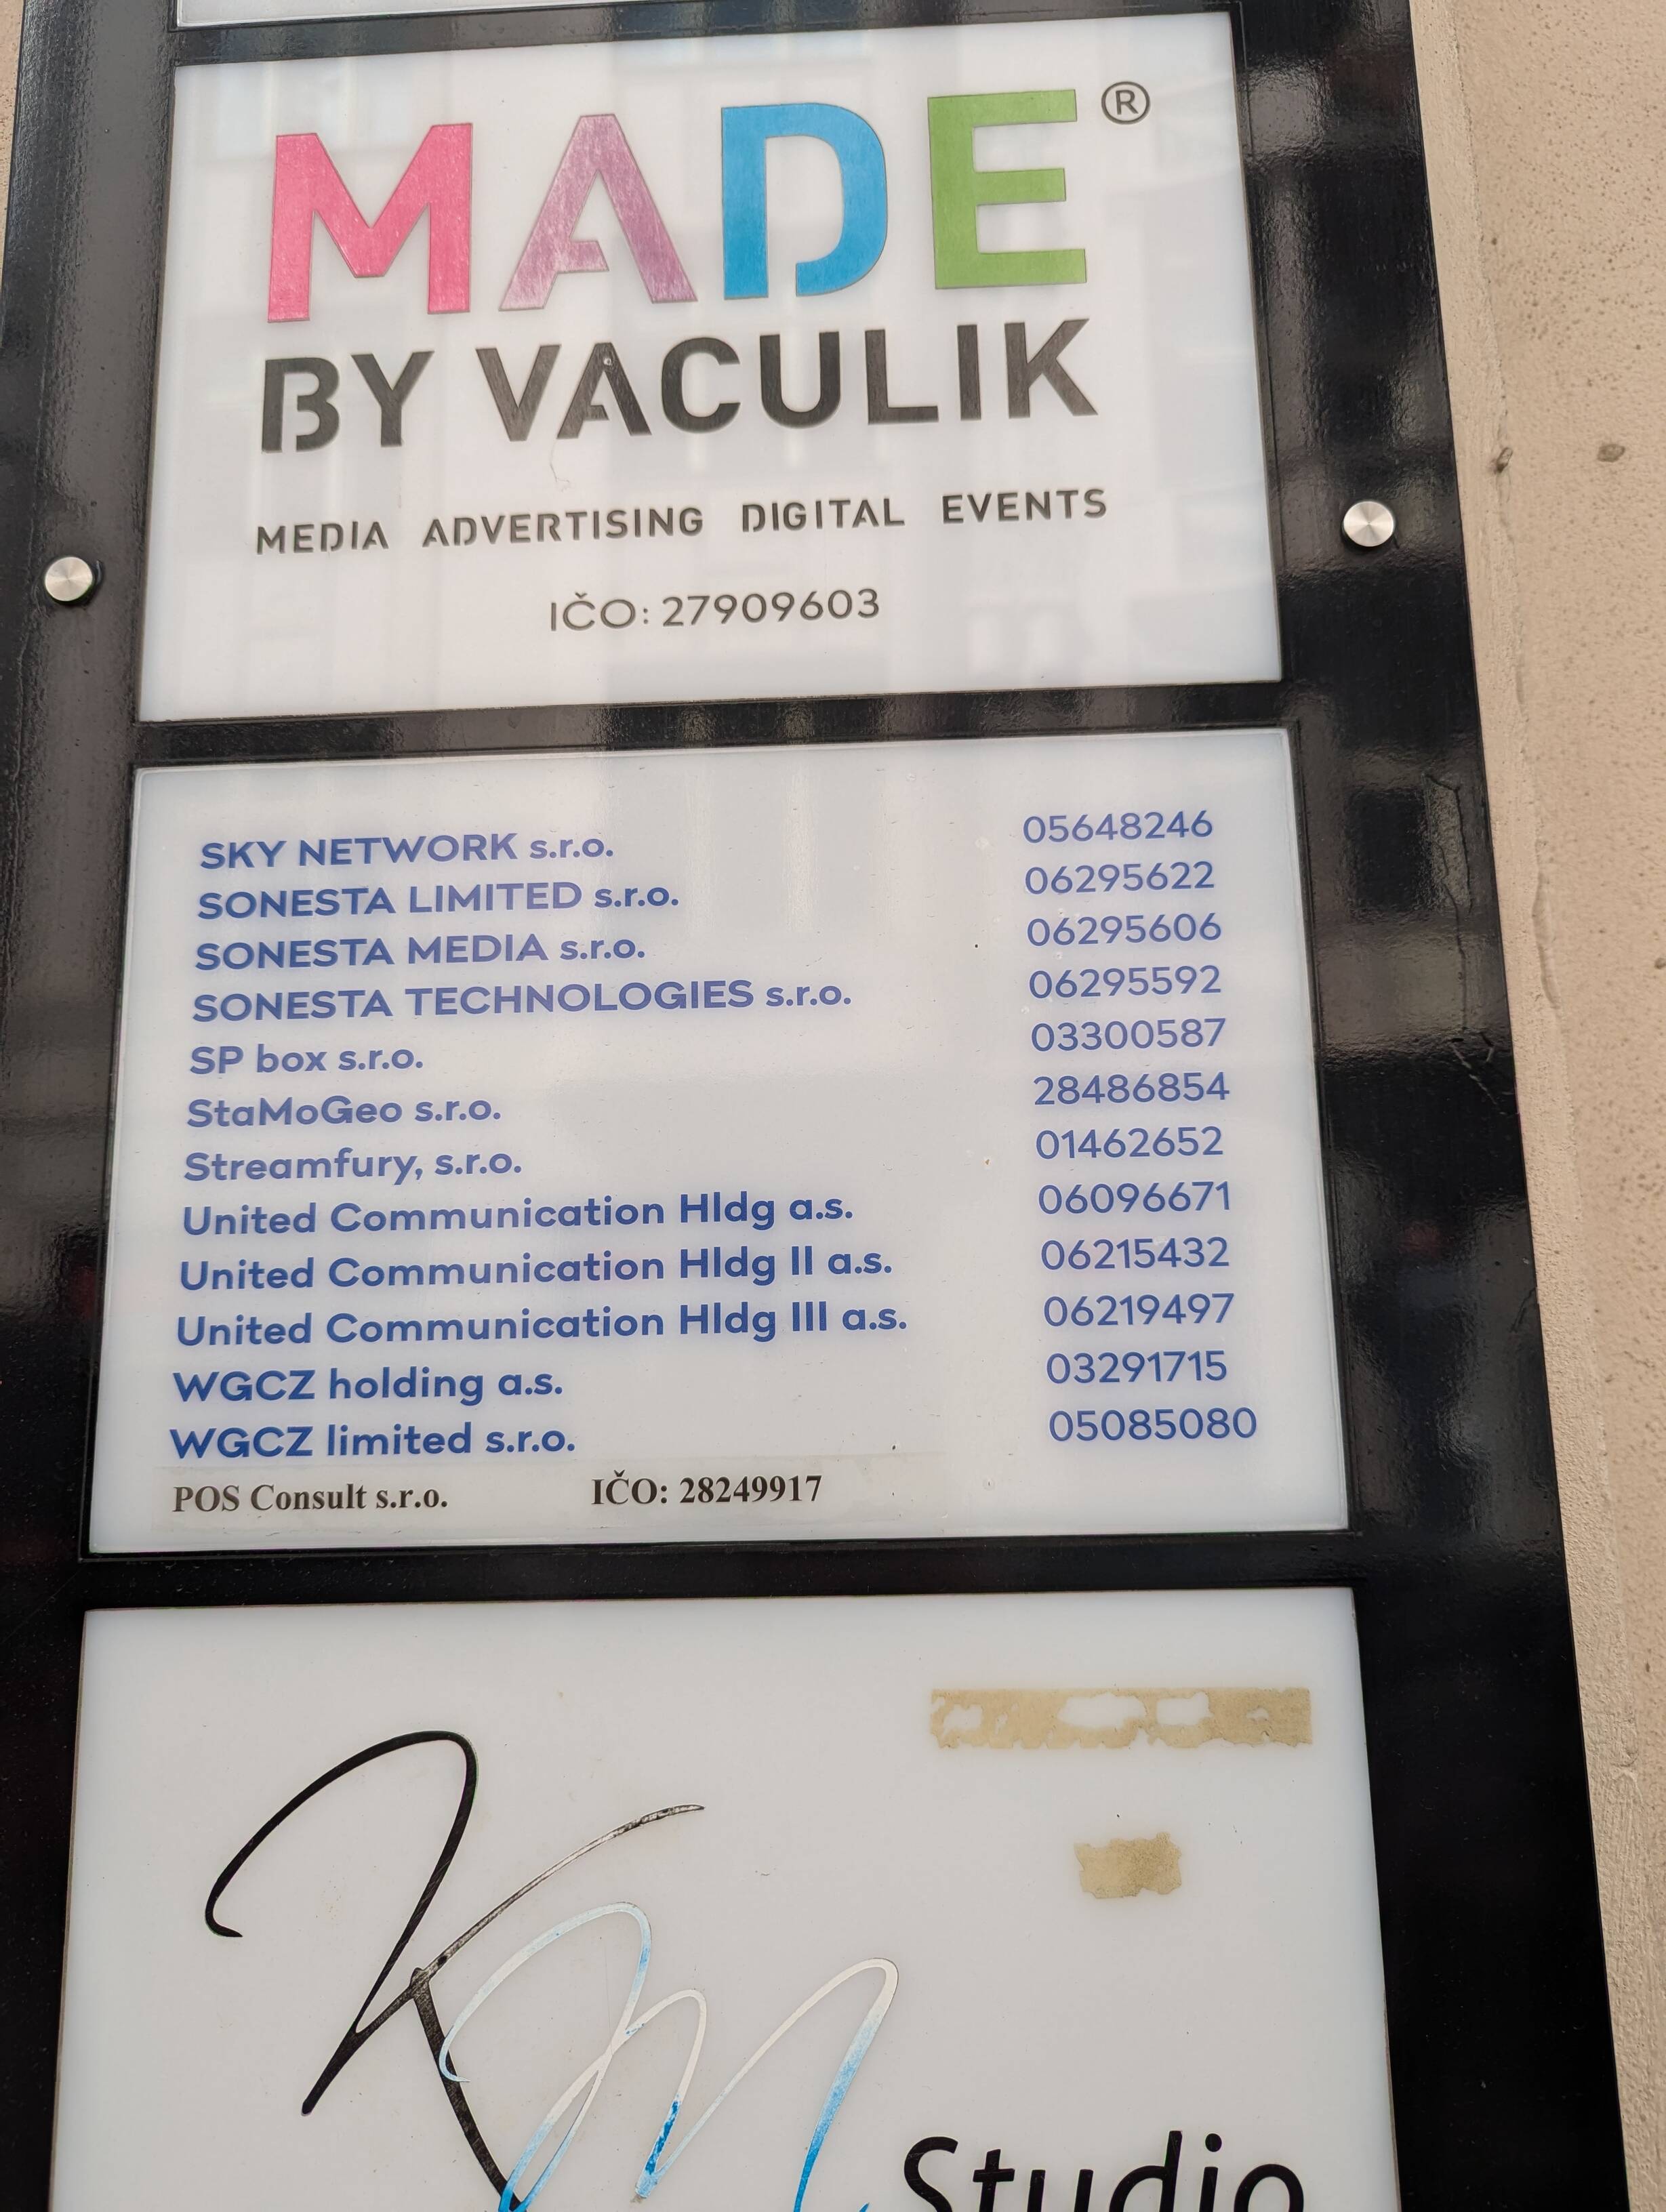 MADE®
BY VACULIK
MEDIA ADVERTISING DIGITAL EVENTS
IČO: 27909603
SKY NETWORK s.r.o. 05648246
SONESTA LIMITED s.r.o. 06295622
SONESTA MEDIA s.r.o. 06295606
SONESTA TECHNOLOGIES s.r.o. 06295592
SP box s.r.o. 03300587
StaMoGeo s.r.o. 28486854
Streamfury, s.r.o. 01462652
United Communication Hldg a.s. 06096671
United Communication Hldg II a.s. 06215432
United Communication Hldg III a.s. 06219497
WGCZ holding a.s. 03291715
WGCZ limited s.r.o. 05085080
POS Consult s.r.o. IČO: 28249917
KM
Studio